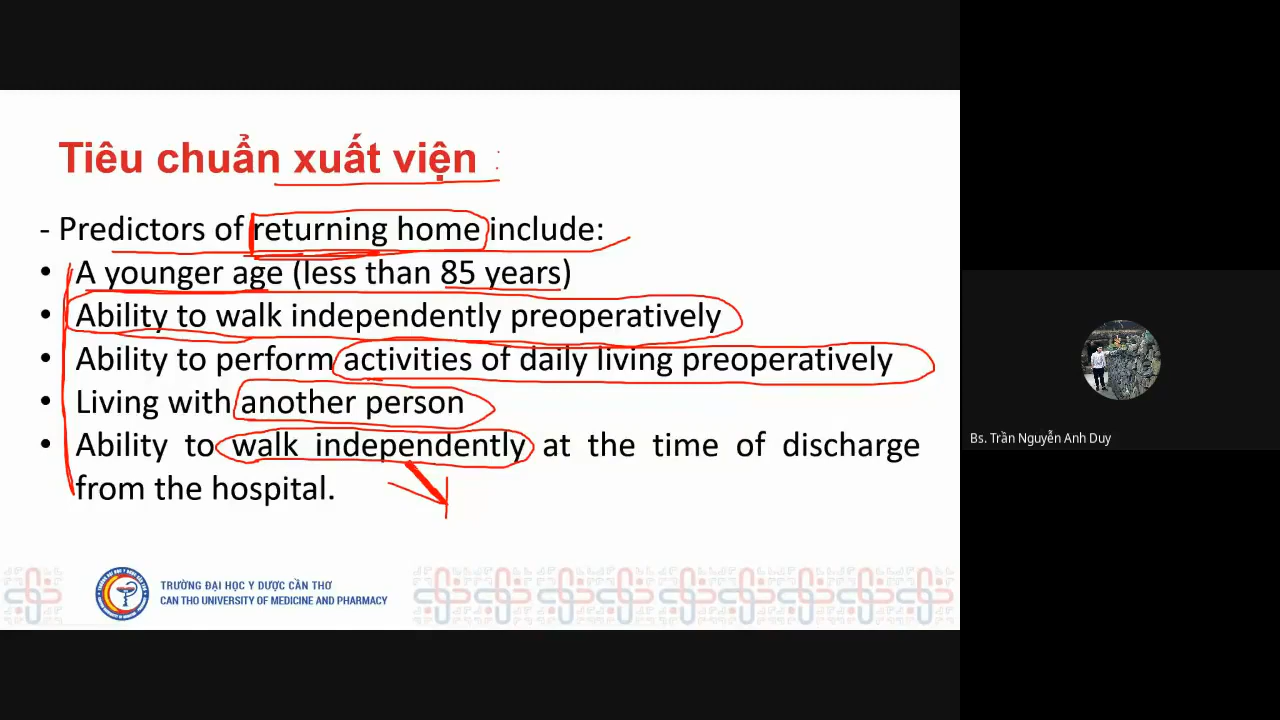 Tiêu chuẩn xuất viện
- Predictors of returning home include:
• A younger age (less than 85 years)
• Ability to walk independently preoperatively
• Ability to perform activities of daily living preoperatively
• Living with another person
• Ability to walk independently at the time of discharge
from the hospital.
TRƯỜNG ĐẠI HỌC Y DƯỢC CẦN THƠ
CAN THO UNIVERSITY OF MEDICINE AND PHARMACY
Bs. Trần Nguyễn Anh Duy